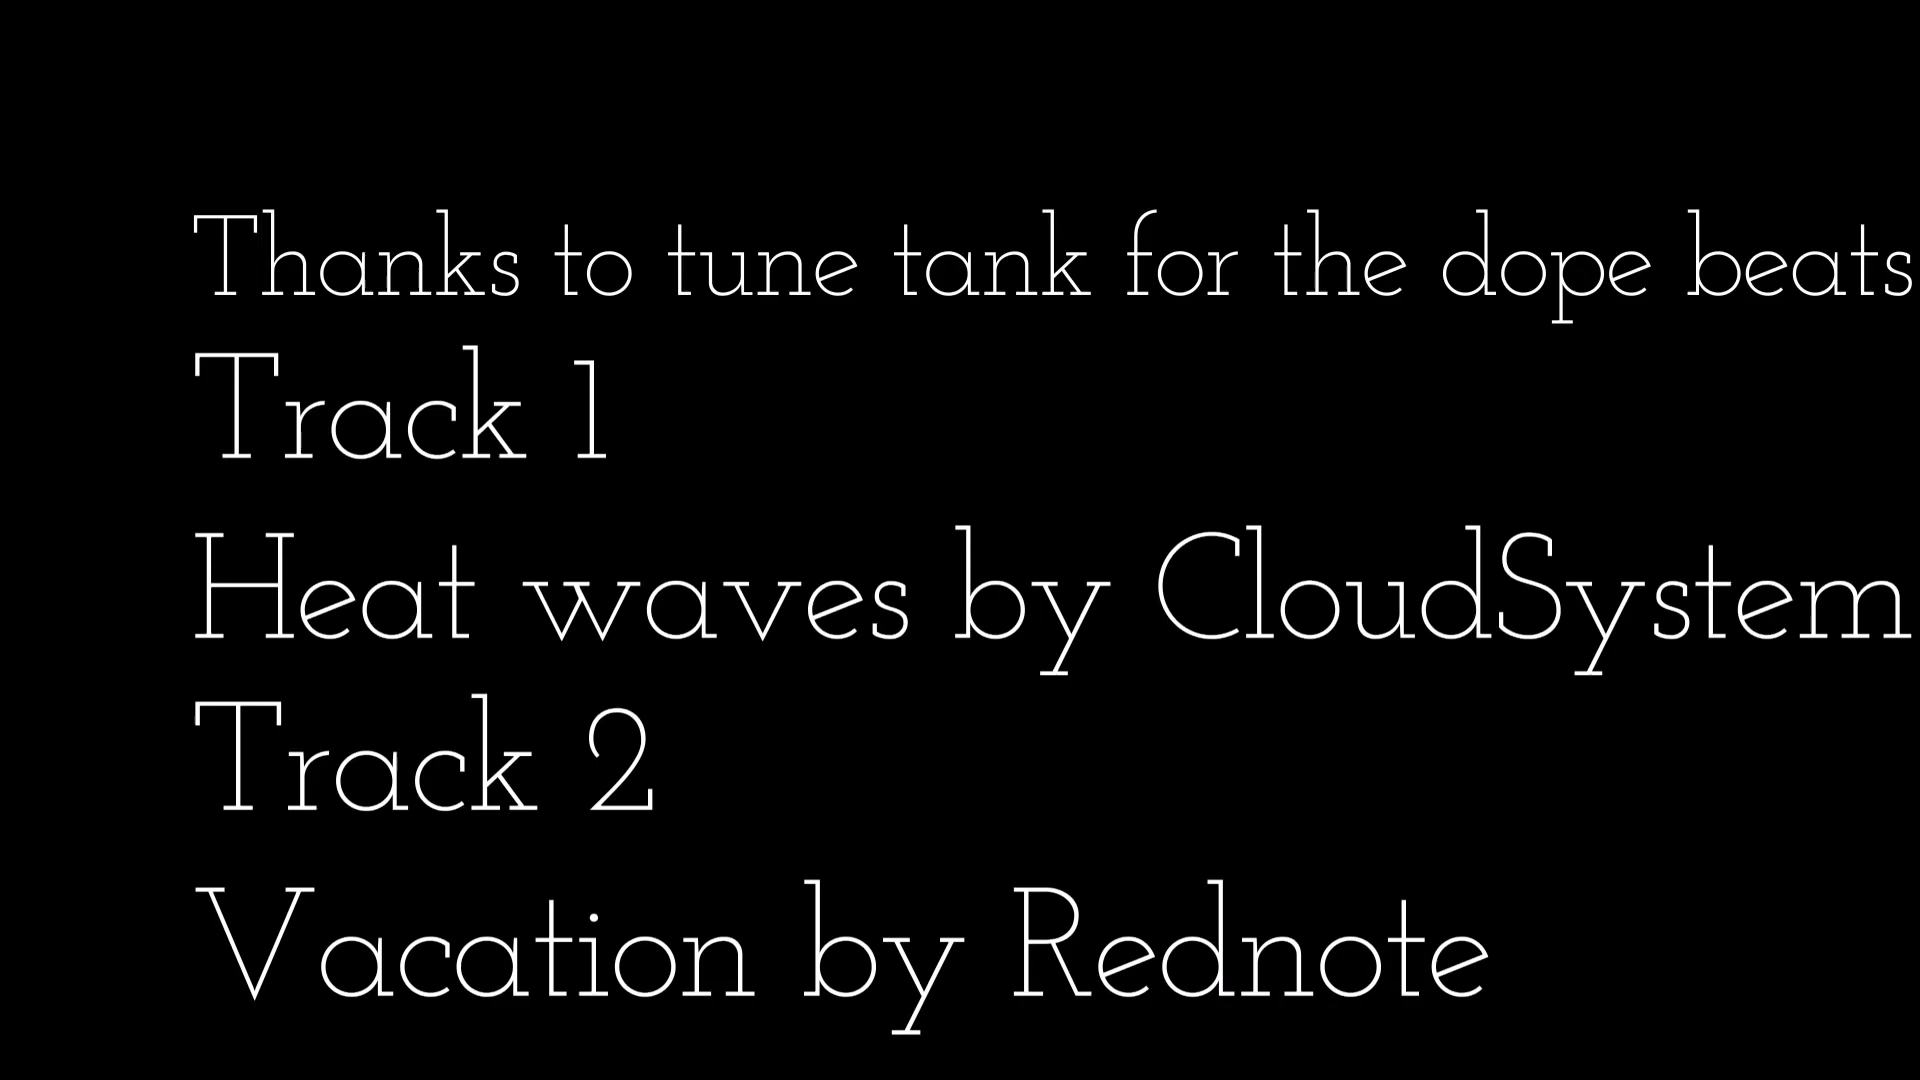 Thanks to tune tank for the dope beats
Track 1
Heat waves by CloudSystem
Track 2
Vacation by Rednote